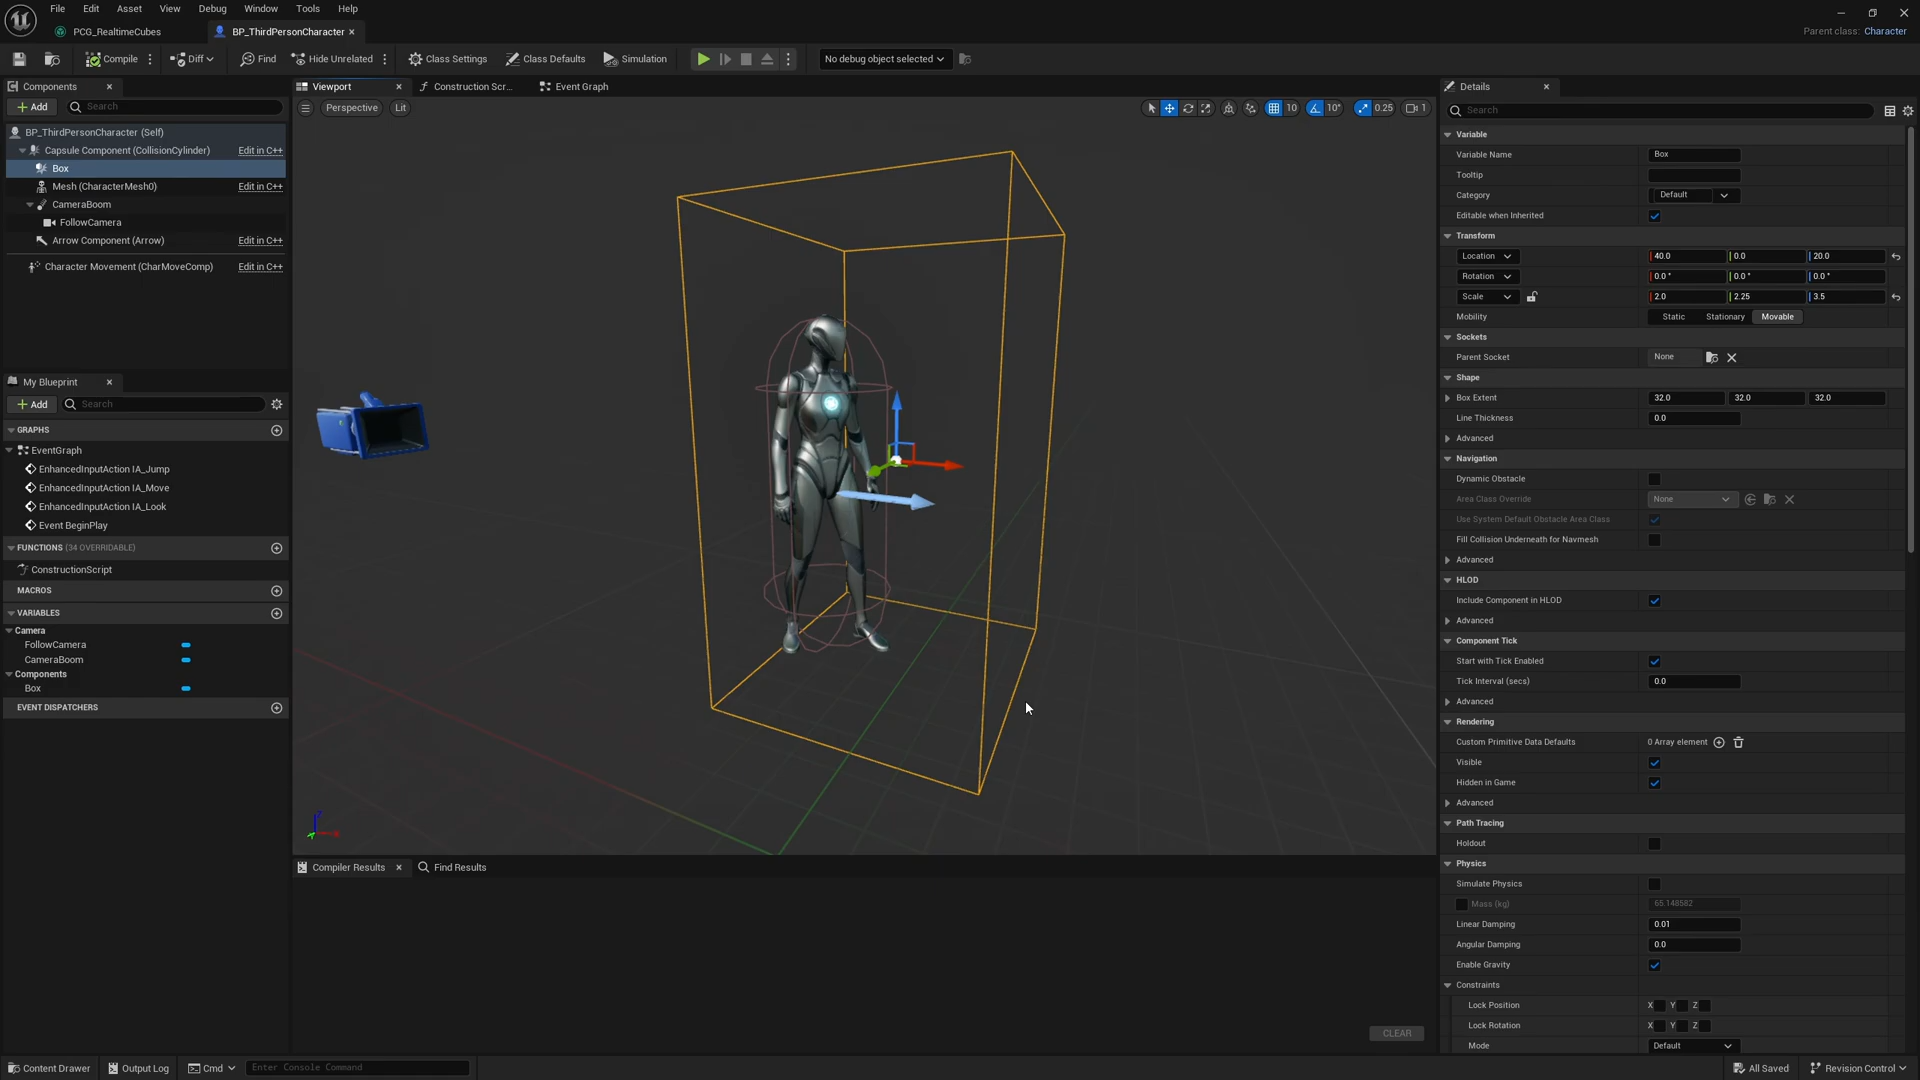 File Edit Asset View Debug Window Tools Help
PCG_RealtimeCubes BP_ThirdPersonCharacter
Parent class: Character
Compile Diff Find Hide Unrelated Class Settings Class Defaults Simulation No debug object selected
Components
Add Search
BP_ThirdPersonCharacter (Self)
Capsule Component (CollisionCylinder) Edit in C++
Box
Mesh (CharacterMesh0) Edit in C++
CameraBoom
FollowCamera
Arrow Component (Arrow) Edit in C++
Character Movement (CharMoveComp) Edit in C++
My Blueprint
Add Search
GRAPHS
EventGraph
EnhancedInputAction IA_Jump
EnhancedInputAction IA_Move
EnhancedInputAction IA_Look
Event BeginPlay
FUNCTIONS (34 OVERRIDABLE)
ConstructionScript
MACROS
VARIABLES
Camera
FollowCamera
CameraBoom
Components
Box
EVENT DISPATCHERS
Viewport Construction Scr... Event Graph
Perspective Lit 10 10° 0.25 1
Z
Compiler Results Find Results
CLEAR
Details
Search
Variable
Variable Name Box
Tooltip
Category Default
Editable when Inherited
Transform
Location 40.0 0.0 20.0
Rotation 0.0 ° 0.0 ° 0.0 °
Scale 2.0 2.25 3.5
Mobility Static Stationary Movable
Sockets
Parent Socket None
Shape
Box Extent 32.0 32.0 32.0
Line Thickness 0.0
Advanced
Navigation
Dynamic Obstacle
Area Class Override None
Use System Default Obstacle Area Class
Fill Collision Underneath for Navmesh
Advanced
HLOD
Include Component in HLOD
Advanced
Component Tick
Start with Tick Enabled
Tick Interval (secs) 0.0
Advanced
Rendering
Custom Primitive Data Defaults 0 Array element
Visible
Hidden in Game
Advanced
Path Tracing
Holdout
Physics
Simulate Physics
Mass (kg) 65.148582
Linear Damping 0.01
Angular Damping 0.0
Enable Gravity
Constraints
Lock Position X Y Z
Lock Rotation X Y Z
Mode Default
Content Drawer Output Log Cmd Enter Console Command All Saved Revision Control